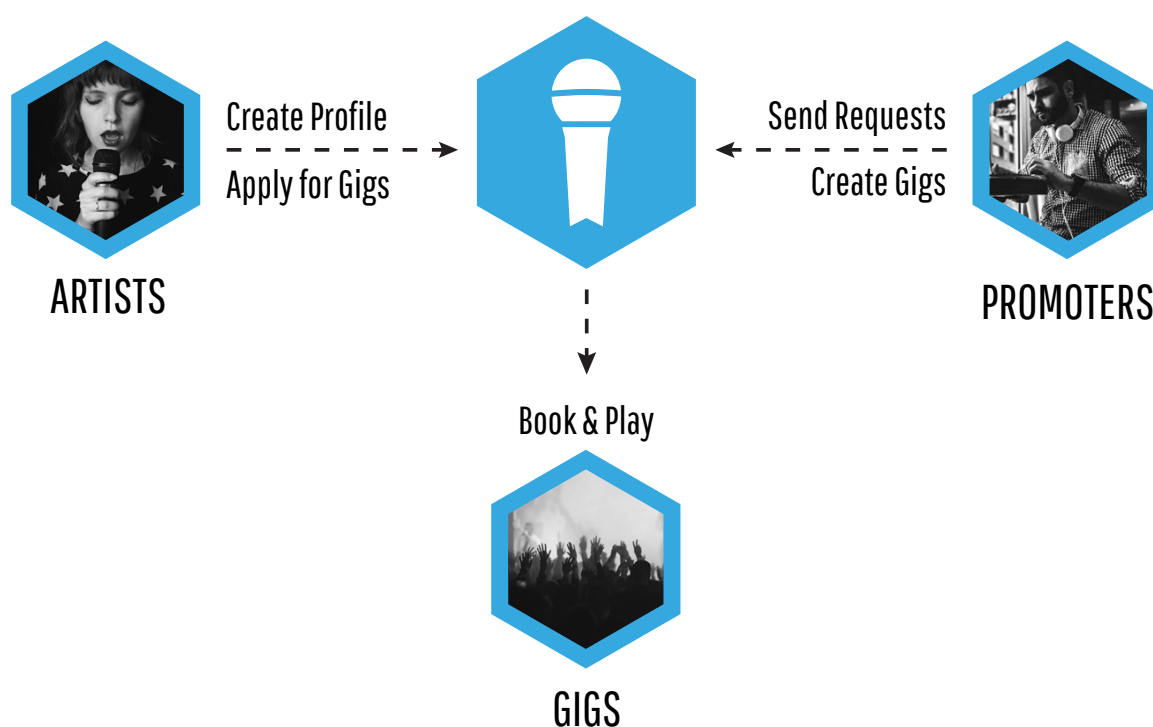 Create Profile
Apply for Gigs
ARTISTS
Send Requests
Create Gigs
PROMOTERS
Book & Play
GIGS